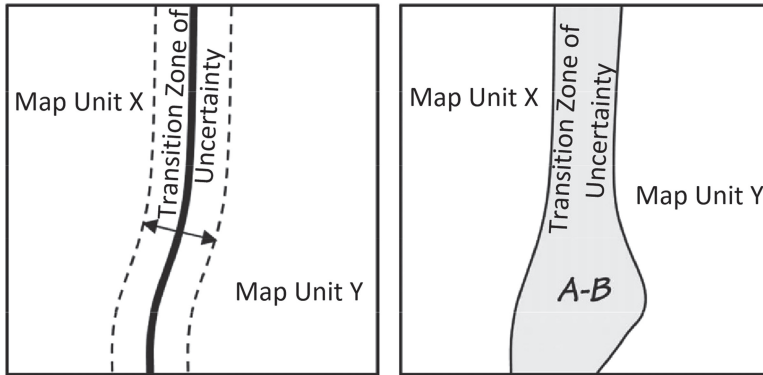 Map Unit X
Transition Zone of
Uncertainty
Map Unit Y
Map Unit X
Transition Zone of
Uncertainty
Map Unit Y
A-B